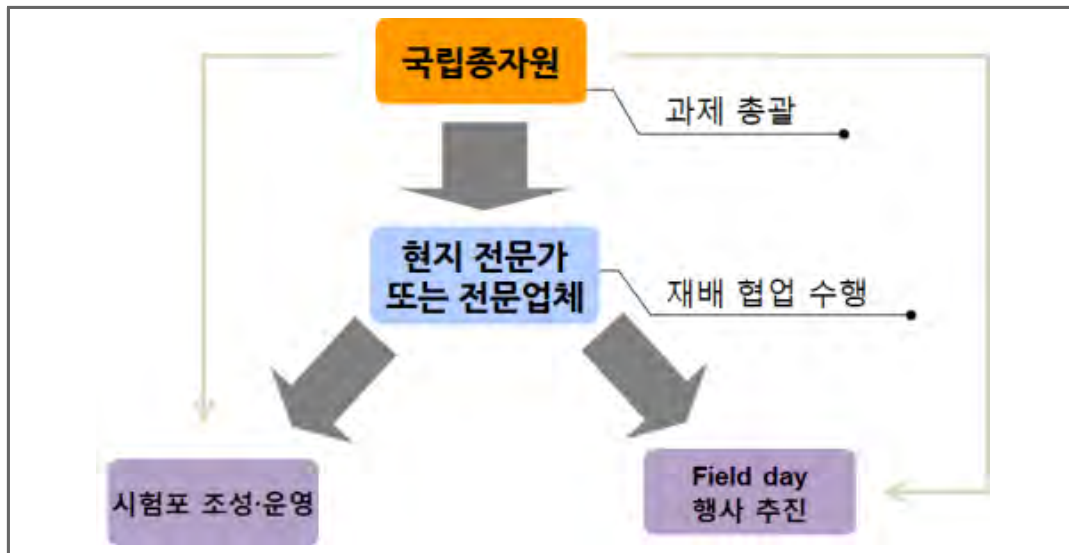 국립종자원
과제 총괄
현지 전문가
또는 전문업체
재배 협업 수행
시험포 조성·운영
Field day
행사 추진